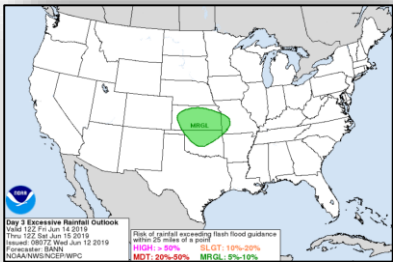 MRGL
NOAA
Day 3 Excessive Rainfall Outlook
Valid 12Z Fri Jun 14 2019
Thru 12Z Sat Jun 15 2019
Issued: 0807Z Wed Jun 12 2019
Forecaster: BANN
NOAA/NWS/NCEP/WPC
Risk of rainfall exceeding flash flood guidance
within 25 miles of a point
HIGH: > 50% SLGT: 10%-20%
MDT: 20%-50% MRGL: 5%-10%